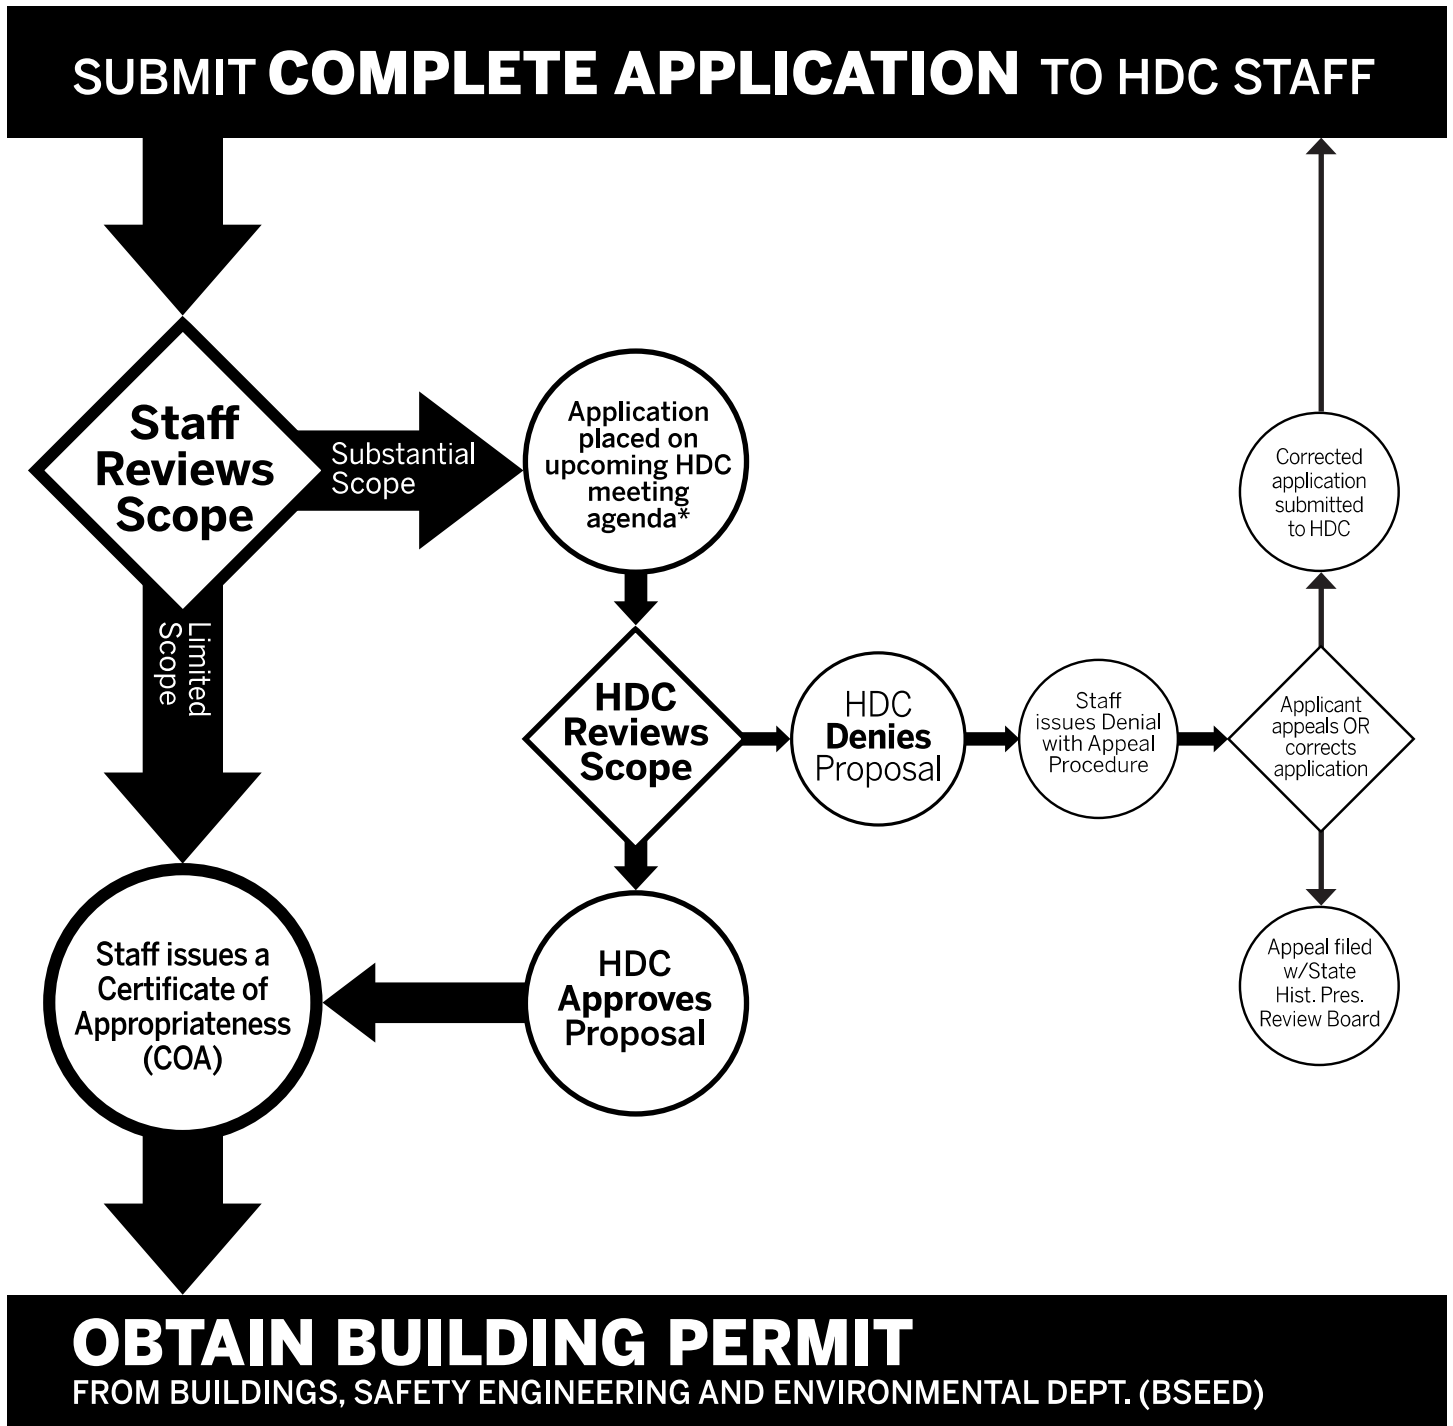 SUBMIT COMPLETE APPLICATION TO HDC STAFF
Staff
Reviews
Scope
Substantial
Scope
Application
placed on
upcoming HDC
meeting
agenda*
Corrected
application
submitted
to HDC
Limited
Scope
HDC
Reviews
Scope
HDC
Denies
Proposal
Staff
issues Denial
with Appeal
Procedure
Applicant
appeals OR
corrects
application
Staff issues a
Certificate of
Appropriateness
(COA)
HDC
Approves
Proposal
Appeal filed
w/State
Hist. Pres.
Review Board
OBTAIN BUILDING PERMIT
FROM BUILDINGS, SAFETY ENGINEERING AND ENVIRONMENTAL DEPT. (BSEED)